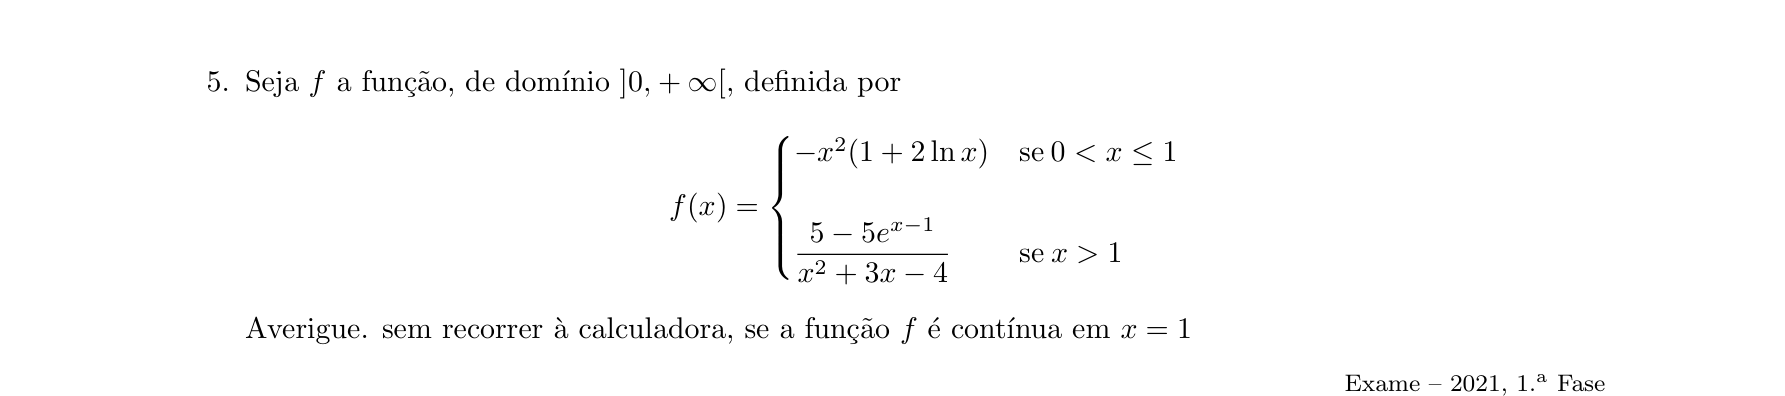 5. Seja f a função, de domínio ]0, + ∞[, definida por
f(x) = { −x²(1 + 2 ln x) se 0 < x ≤ 1
(5 − 5e^{x−1})/(x² + 3x − 4) se x > 1
Averigue. sem recorrer à calculadora, se a função f é contínua em x = 1
Exame – 2021, 1.ª Fase